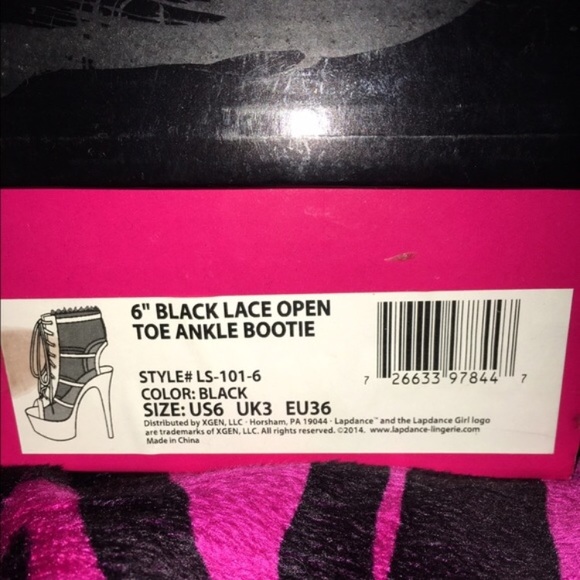 6" BLACK LACE OPEN
TOE ANKLE BOOTIE
STYLE# LS-101-6
COLOR: BLACK
SIZE: US6 UK3 EU36
Distributed by XGEN, LLC · Horsham, PA 19044 · Lapdance™ and the Lapdance Girl logo
are trademarks of XGEN, LLC. All rights reserved. ©2014. www.lapdance-lingerie.com
Made in China
7 26633 97844 7